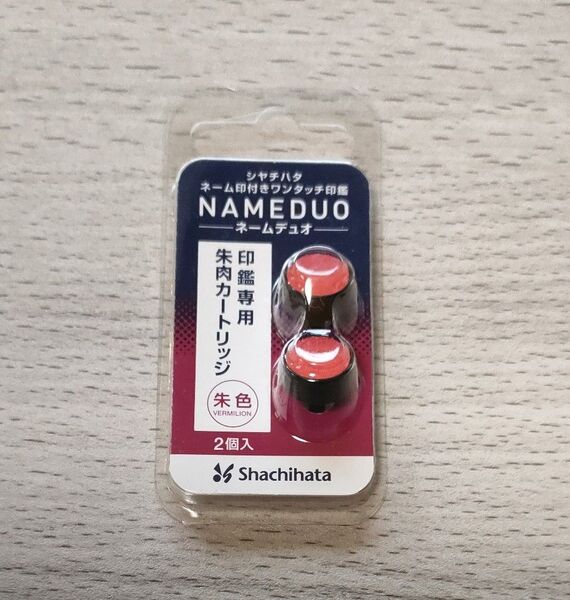 シヤチハタ
ネーム印付きワンタッチ印鑑
NAMEDUO
ネームデュオ
印鑑専用
朱肉カートリッジ
朱色
VERMILION
2個入
Shachihata